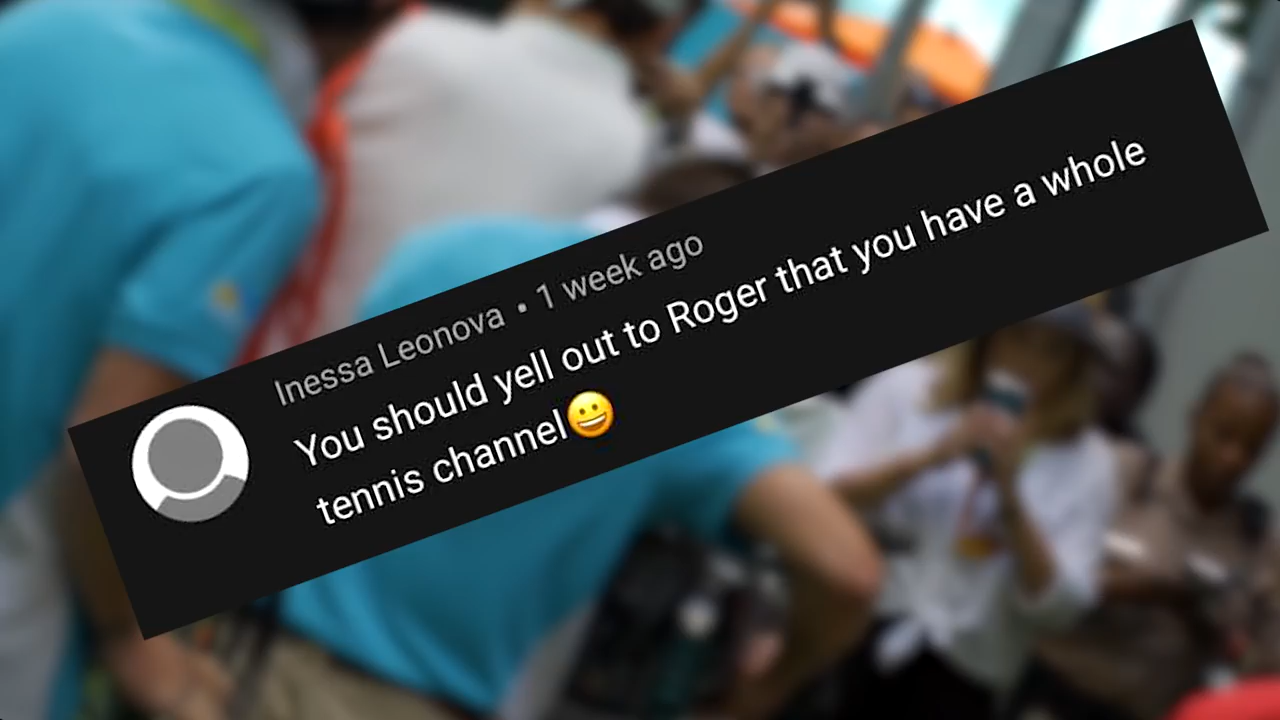 Inessa Leonova • 1 week ago
You should yell out to Roger that you have a whole
tennis channel😀